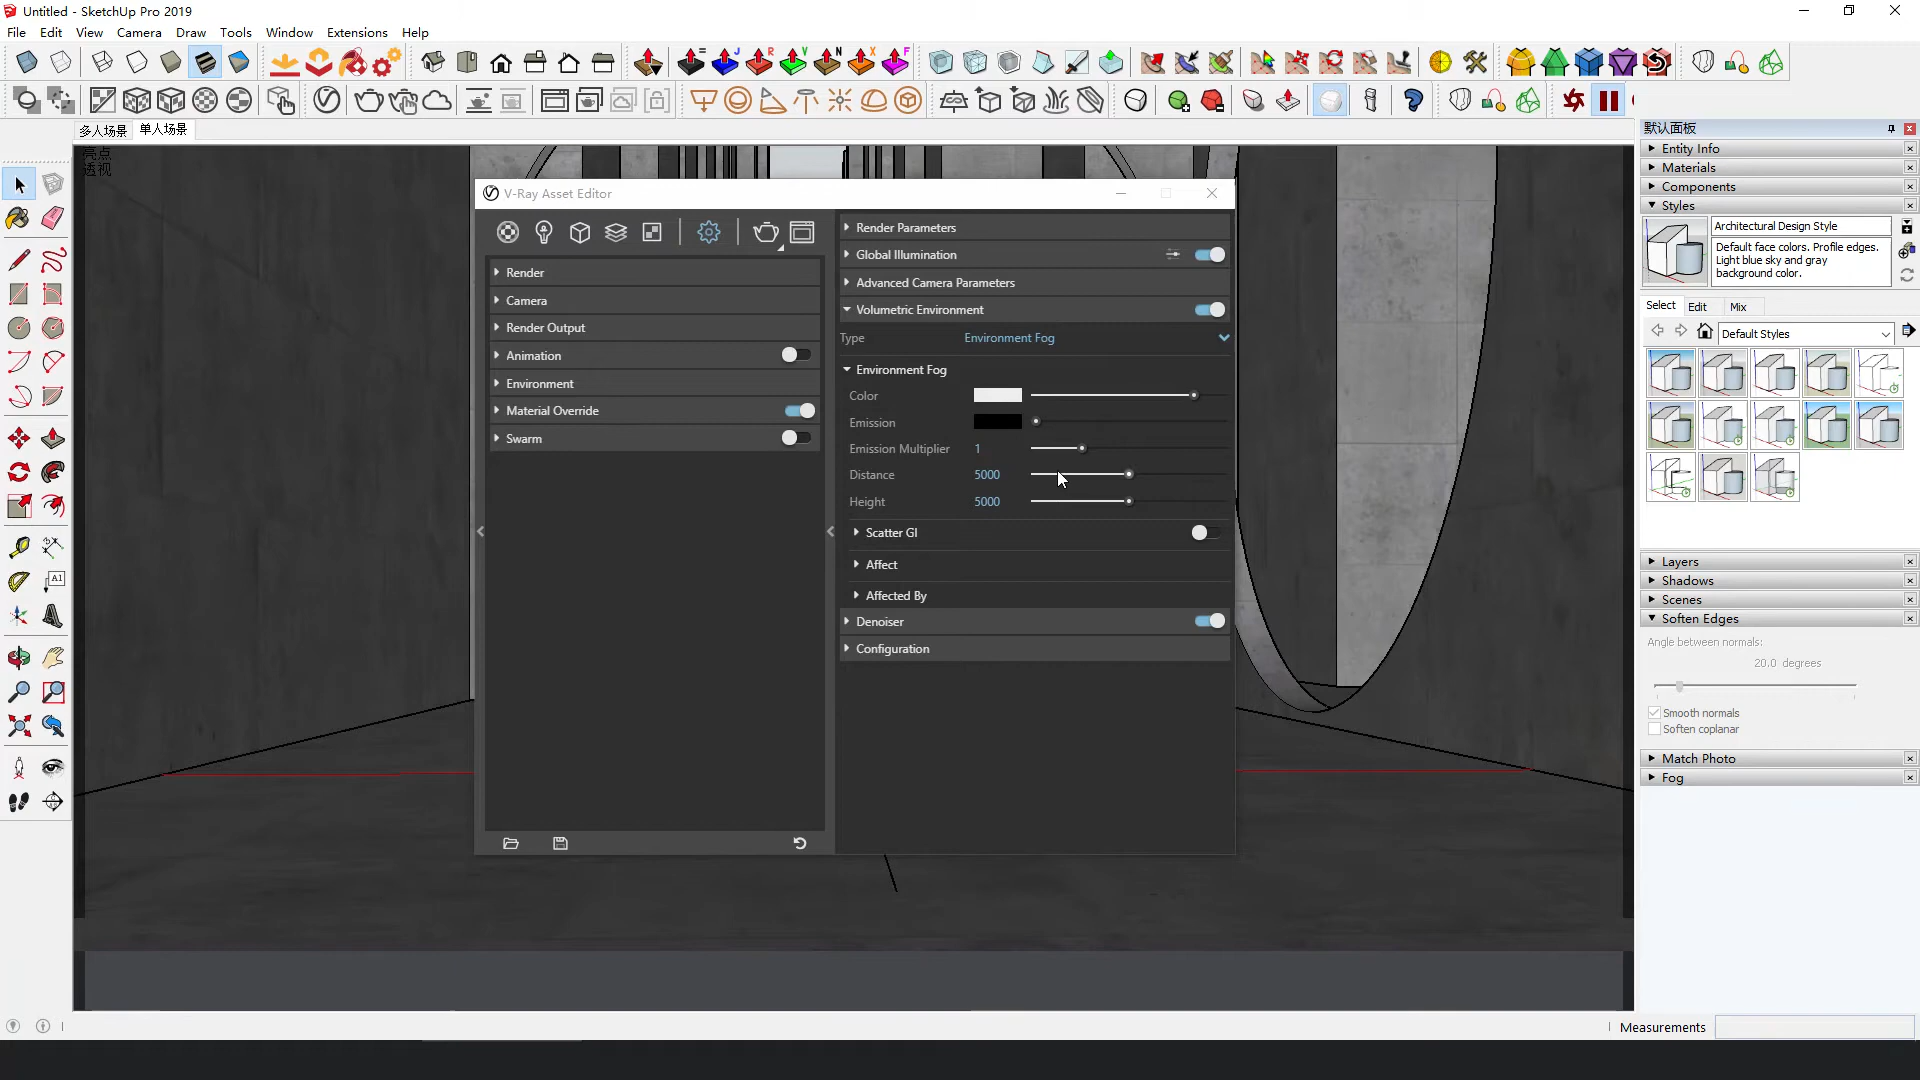 Untitled - SketchUp Pro 2019
File Edit View Camera Draw Tools Window Extensions Help
多人场景 单人场景
亮点
透视
V-Ray Asset Editor
Render
Camera
Render Output
Animation
Environment
Material Override
Swarm
Render Parameters
Global Illumination
Advanced Camera Parameters
Volumetric Environment
Type Environment Fog
Environment Fog
Color
Emission
Emission Multiplier 1
Distance 5000
Height 5000
Scatter GI
Affect
Affected By
Denoiser
Configuration
默认面板
Entity Info
Materials
Components
Styles
Architectural Design Style
Default face colors. Profile edges.
Light blue sky and gray
background color.
Select Edit Mix
Default Styles
Layers
Shadows
Scenes
Soften Edges
Angle between normals:
20.0 degrees
Smooth normals
Soften coplanar
Match Photo
Fog
Measurements